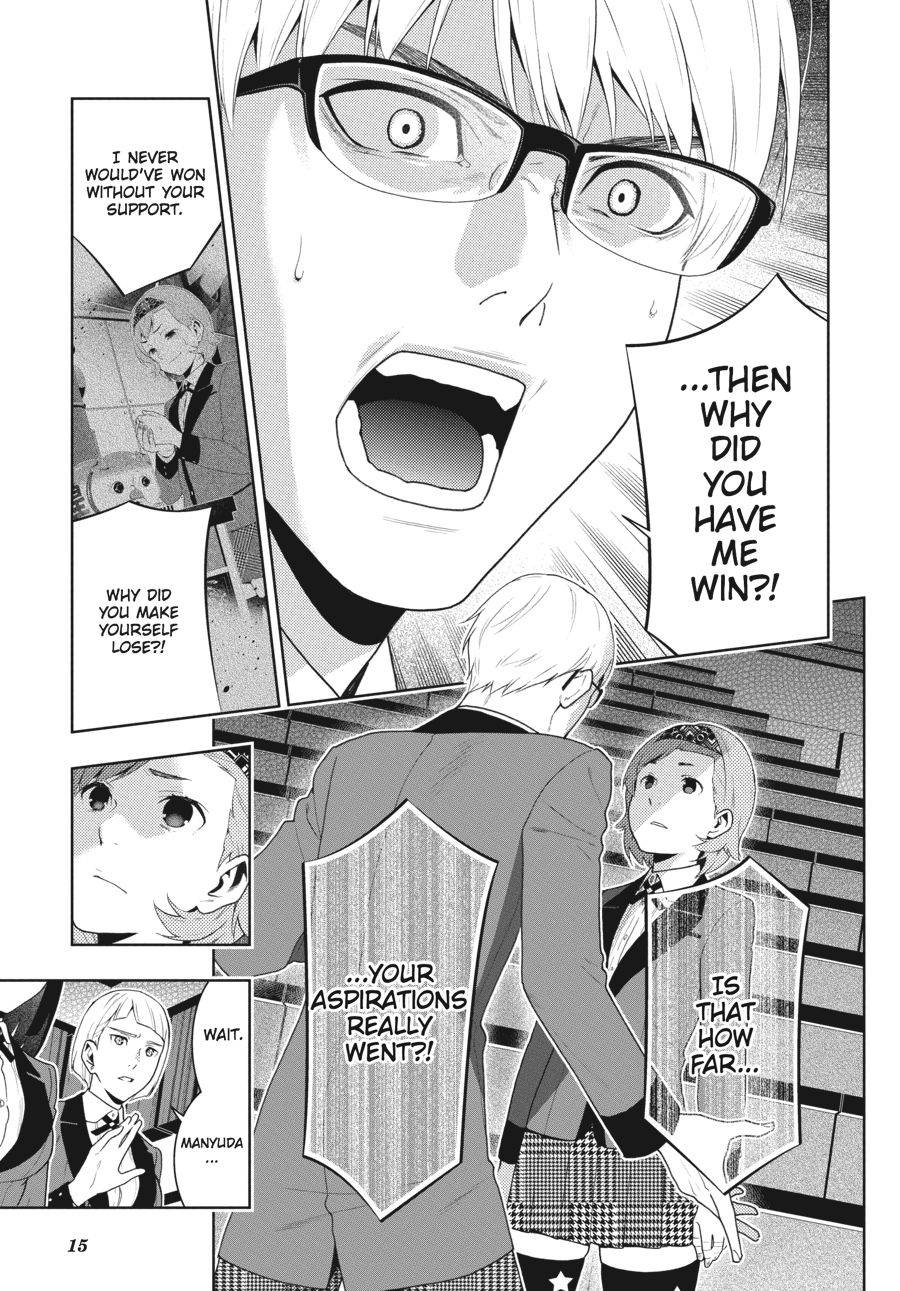 ...THEN
WHY
DID
YOU
HAVE
ME
WIN?!
I NEVER
WOULD'VE WON
WITHOUT YOUR
SUPPORT.
WHY DID
YOU MAKE
YOURSELF
LOSE?!
IS
THAT
HOW
FAR...
...YOUR
ASPIRATIONS
REALLY
WENT?!
WAIT.
MANYUDA
...
15